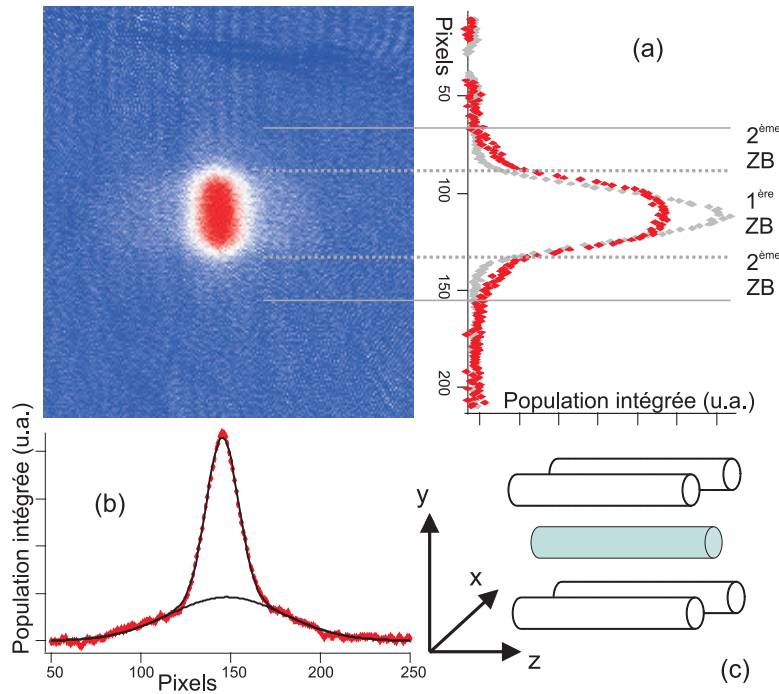 Pixels
(a)
50
100
150
200
2ème
ZB
1ère
ZB
2ème
ZB
Population intégrée (u.a.)
Population intégrée (u.a.)
(b)
50
100
150
200
250
Pixels
y
x
z
(c)